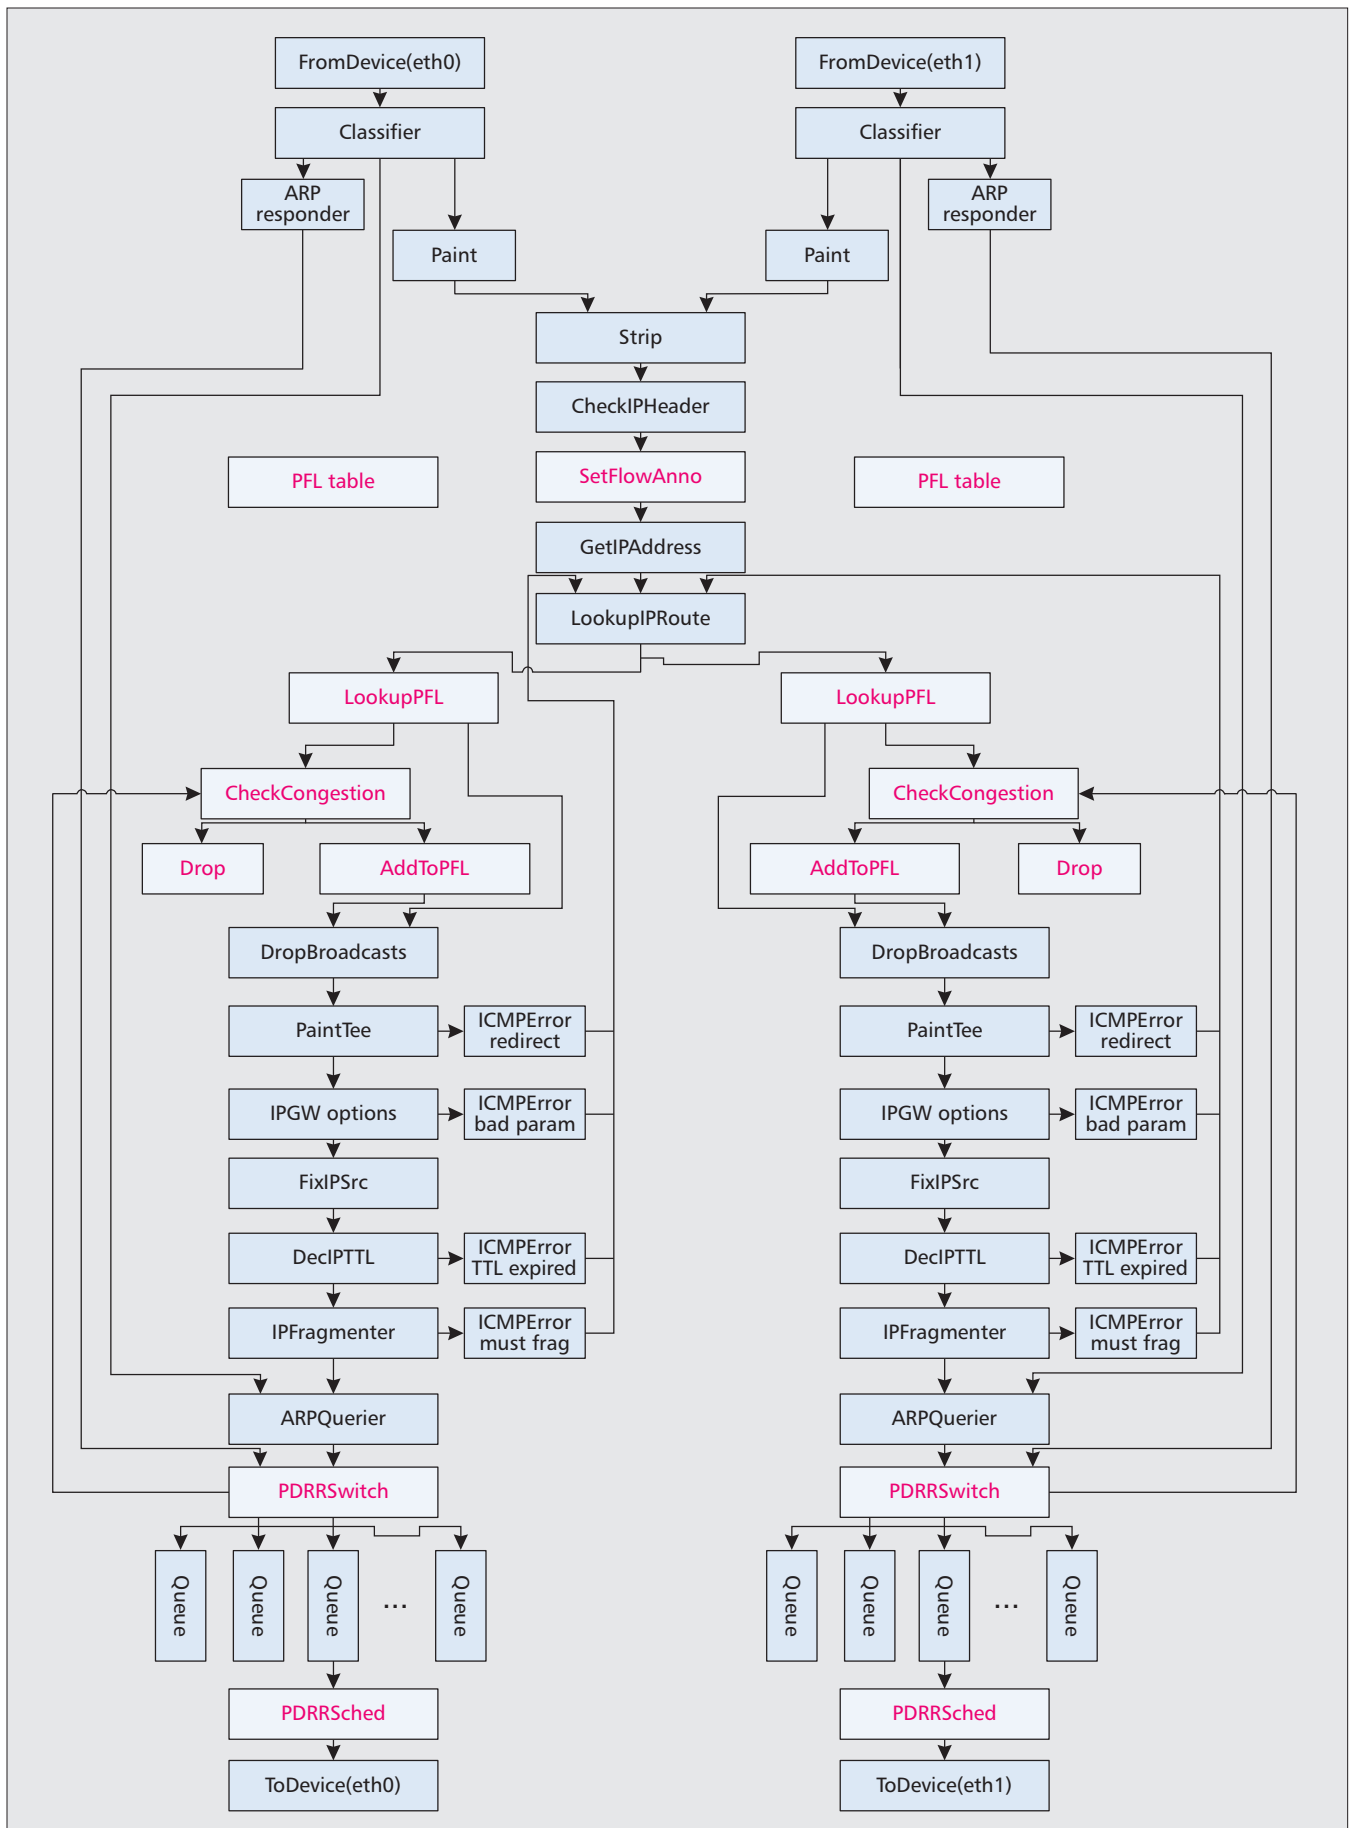 FromDevice(eth0)
FromDevice(eth1)
Classifier
Classifier
ARP
responder
ARP
responder
Paint
Paint
Strip
CheckIPHeader
PFL table
SetFlowAnno
PFL table
GetIPAddress
LookupIPRoute
LookupPFL
LookupPFL
CheckCongestion
CheckCongestion
Drop
AddToPFL
AddToPFL
Drop
DropBroadcasts
DropBroadcasts
PaintTee
ICMPError
redirect
PaintTee
ICMPError
redirect
IPGW options
ICMPError
bad param
IPGW options
ICMPError
bad param
FixIPSrc
FixIPSrc
DecIPTTL
ICMPError
TTL expired
DecIPTTL
ICMPError
TTL expired
IPFragmenter
ICMPError
must frag
IPFragmenter
ICMPError
must frag
ARPQuerier
ARPQuerier
PDRRSwitch
PDRRSwitch
Queue
Queue
Queue
...
Queue
Queue
Queue
Queue
...
Queue
PDRRSched
PDRRSched
ToDevice(eth0)
ToDevice(eth1)